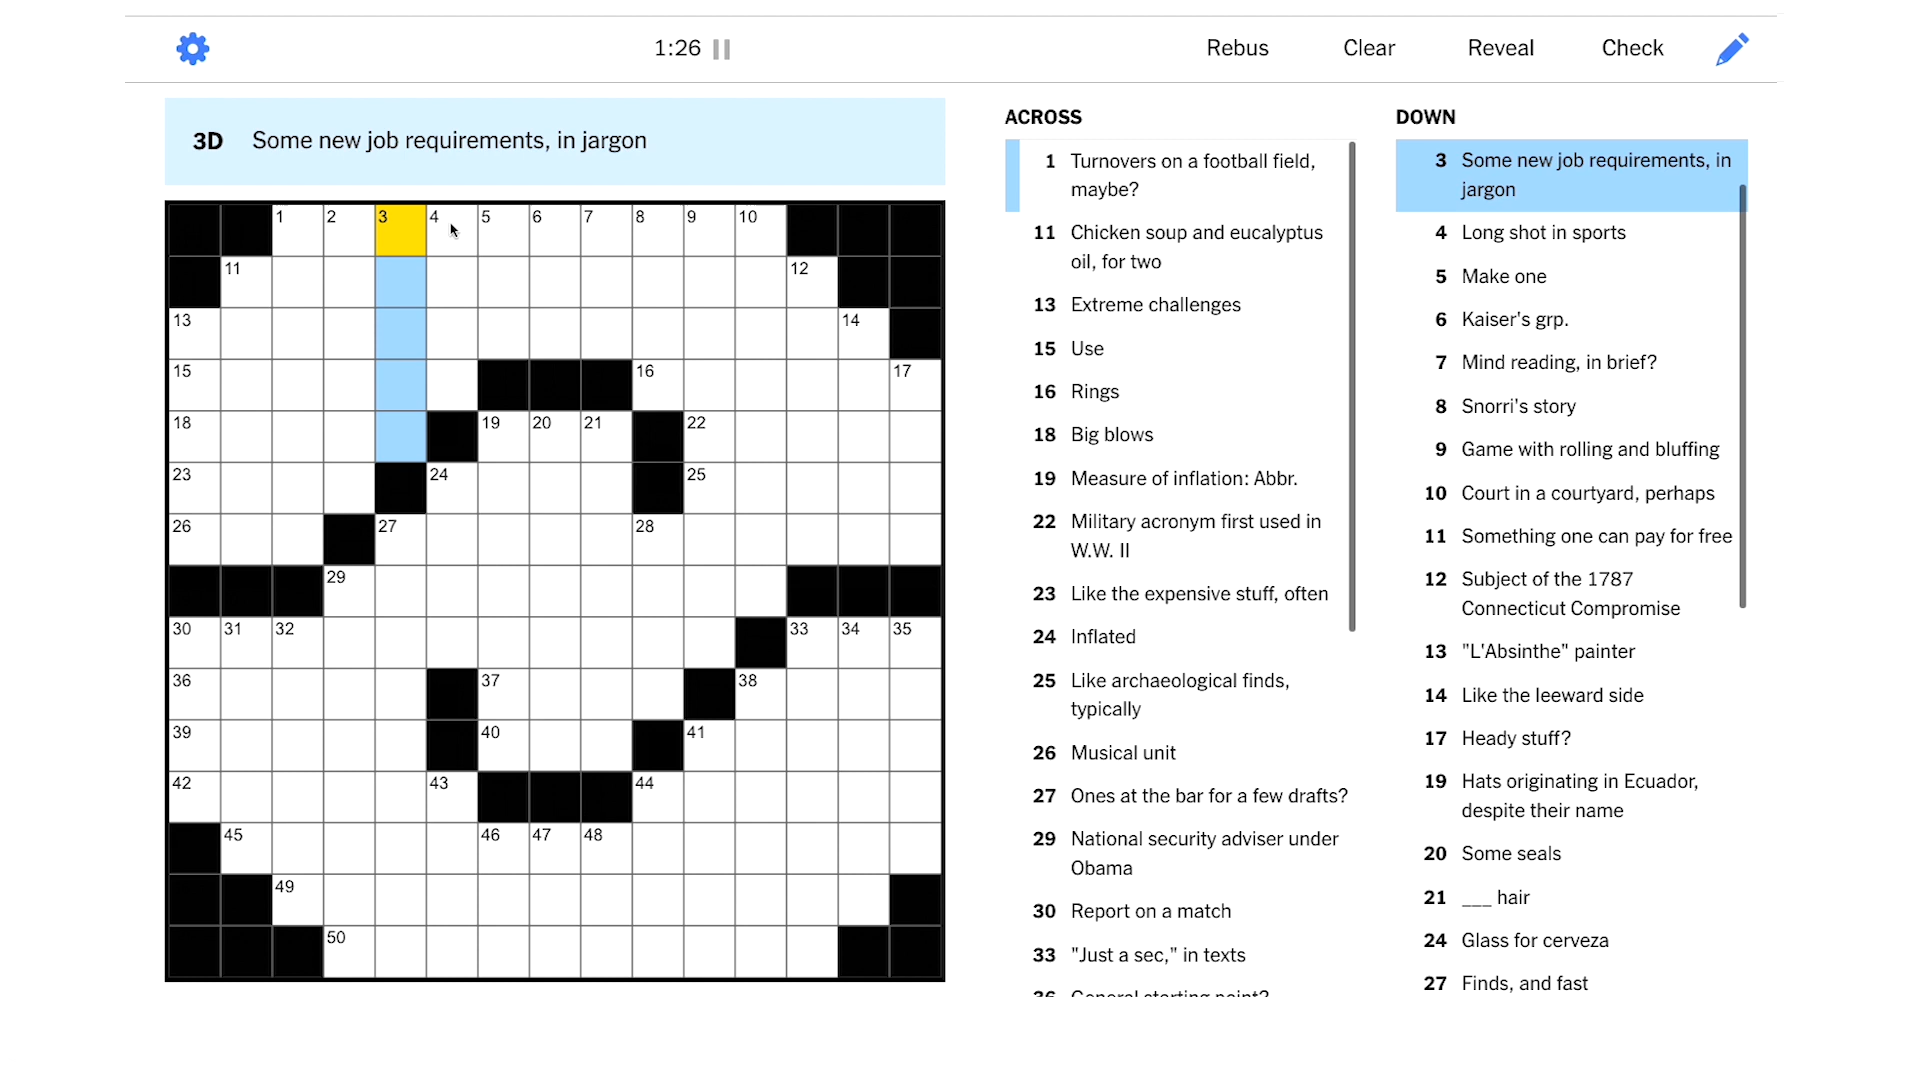 1:26
Rebus
Clear
Reveal
Check
3D Some new job requirements, in jargon
1 2 3 4 5 6 7 8 9 10
11 12
13 14
15 16 17
18 19 20 21 22
23 24 25
26 27 28
29
30 31 32 33 34 35
36 37 38
39 40 41
42 43 44
45 46 47 48
49
50
ACROSS
1 Turnovers on a football field,
maybe?
11 Chicken soup and eucalyptus
oil, for two
13 Extreme challenges
15 Use
16 Rings
18 Big blows
19 Measure of inflation: Abbr.
22 Military acronym first used in
W.W. II
23 Like the expensive stuff, often
24 Inflated
25 Like archaeological finds,
typically
26 Musical unit
27 Ones at the bar for a few drafts?
29 National security adviser under
Obama
30 Report on a match
33 "Just a sec," in texts
36 General starting point?
DOWN
3 Some new job requirements, in
jargon
4 Long shot in sports
5 Make one
6 Kaiser's grp.
7 Mind reading, in brief?
8 Snorri's story
9 Game with rolling and bluffing
10 Court in a courtyard, perhaps
11 Something one can pay for free
12 Subject of the 1787
Connecticut Compromise
13 "L'Absinthe" painter
14 Like the leeward side
17 Heady stuff?
19 Hats originating in Ecuador,
despite their name
20 Some seals
21 ___ hair
24 Glass for cerveza
27 Finds, and fast